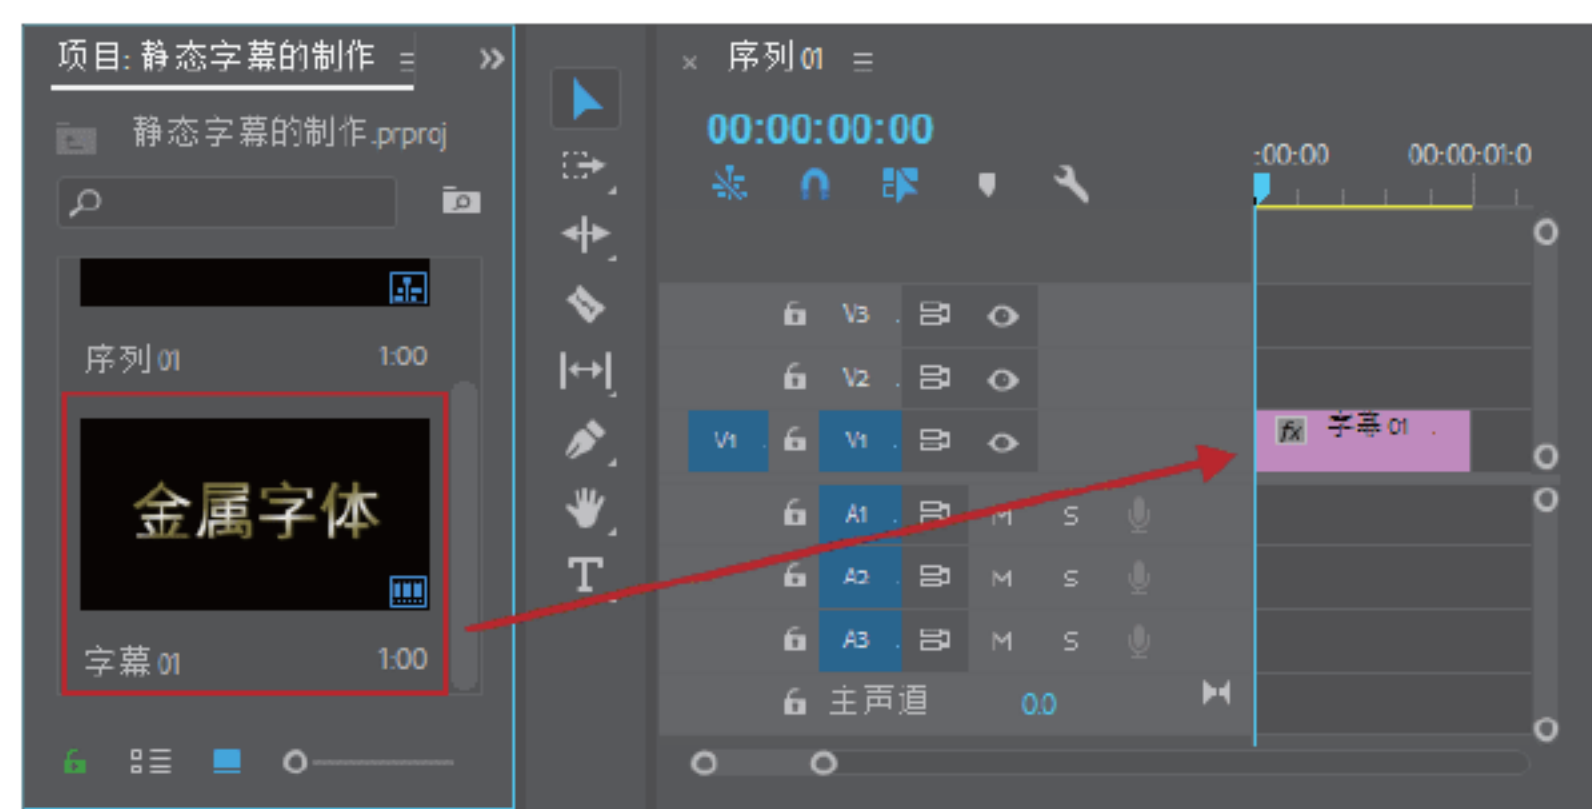 项目: 静态字幕的制作
静态字幕的制作.prproj
序列 01 1:00
金属字体
字幕 01 1:00
T
× 序列 01
00:00:00:00
:00:00 00:00:01:0
V3
V2
V1 V1 fx 字幕 01
A1 M S
A2 M S
A3 M S
主声道 0.0